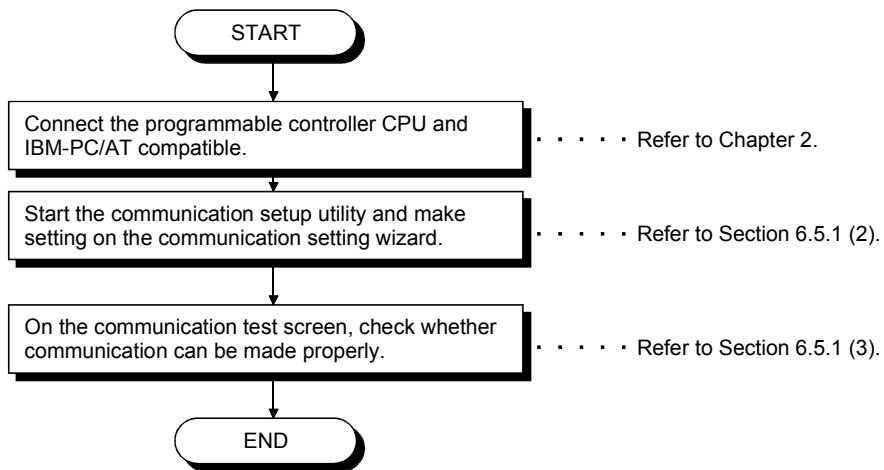 START
Connect the programmable controller CPU and
IBM-PC/AT compatible.
Refer to Chapter 2.
Start the communication setup utility and make
setting on the communication setting wizard.
Refer to Section 6.5.1 (2).
On the communication test screen, check whether
communication can be made properly.
Refer to Section 6.5.1 (3).
END